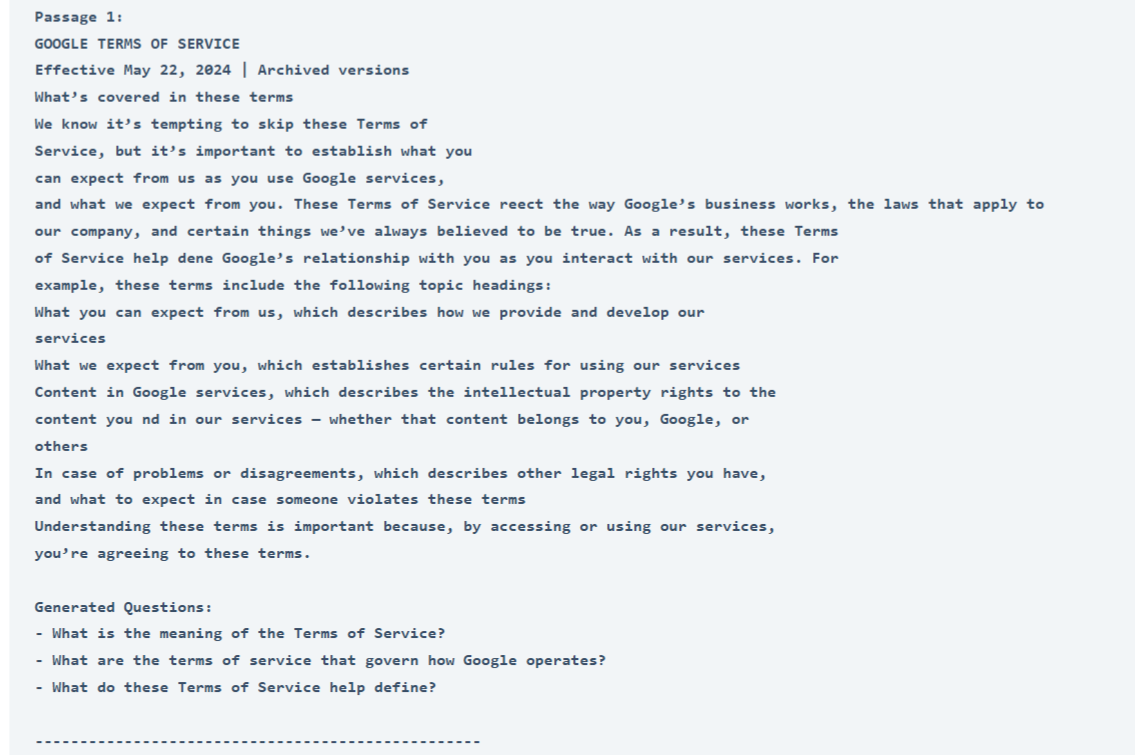 Passage 1:
GOOGLE TERMS OF SERVICE
Effective May 22, 2024 | Archived versions
What’s covered in these terms
We know it’s tempting to skip these Terms of
Service, but it’s important to establish what you
can expect from us as you use Google services,
and what we expect from you. These Terms of Service reect the way Google’s business works, the laws that apply to
our company, and certain things we’ve always believed to be true. As a result, these Terms
of Service help dene Google’s relationship with you as you interact with our services. For
example, these terms include the following topic headings:
What you can expect from us, which describes how we provide and develop our
services
What we expect from you, which establishes certain rules for using our services
Content in Google services, which describes the intellectual property rights to the
content you nd in our services — whether that content belongs to you, Google, or
others
In case of problems or disagreements, which describes other legal rights you have,
and what to expect in case someone violates these terms
Understanding these terms is important because, by accessing or using our services,
you’re agreeing to these terms.
Generated Questions:
- What is the meaning of the Terms of Service?
- What are the terms of service that govern how Google operates?
- What do these Terms of Service help define?
--------------------------------------------------